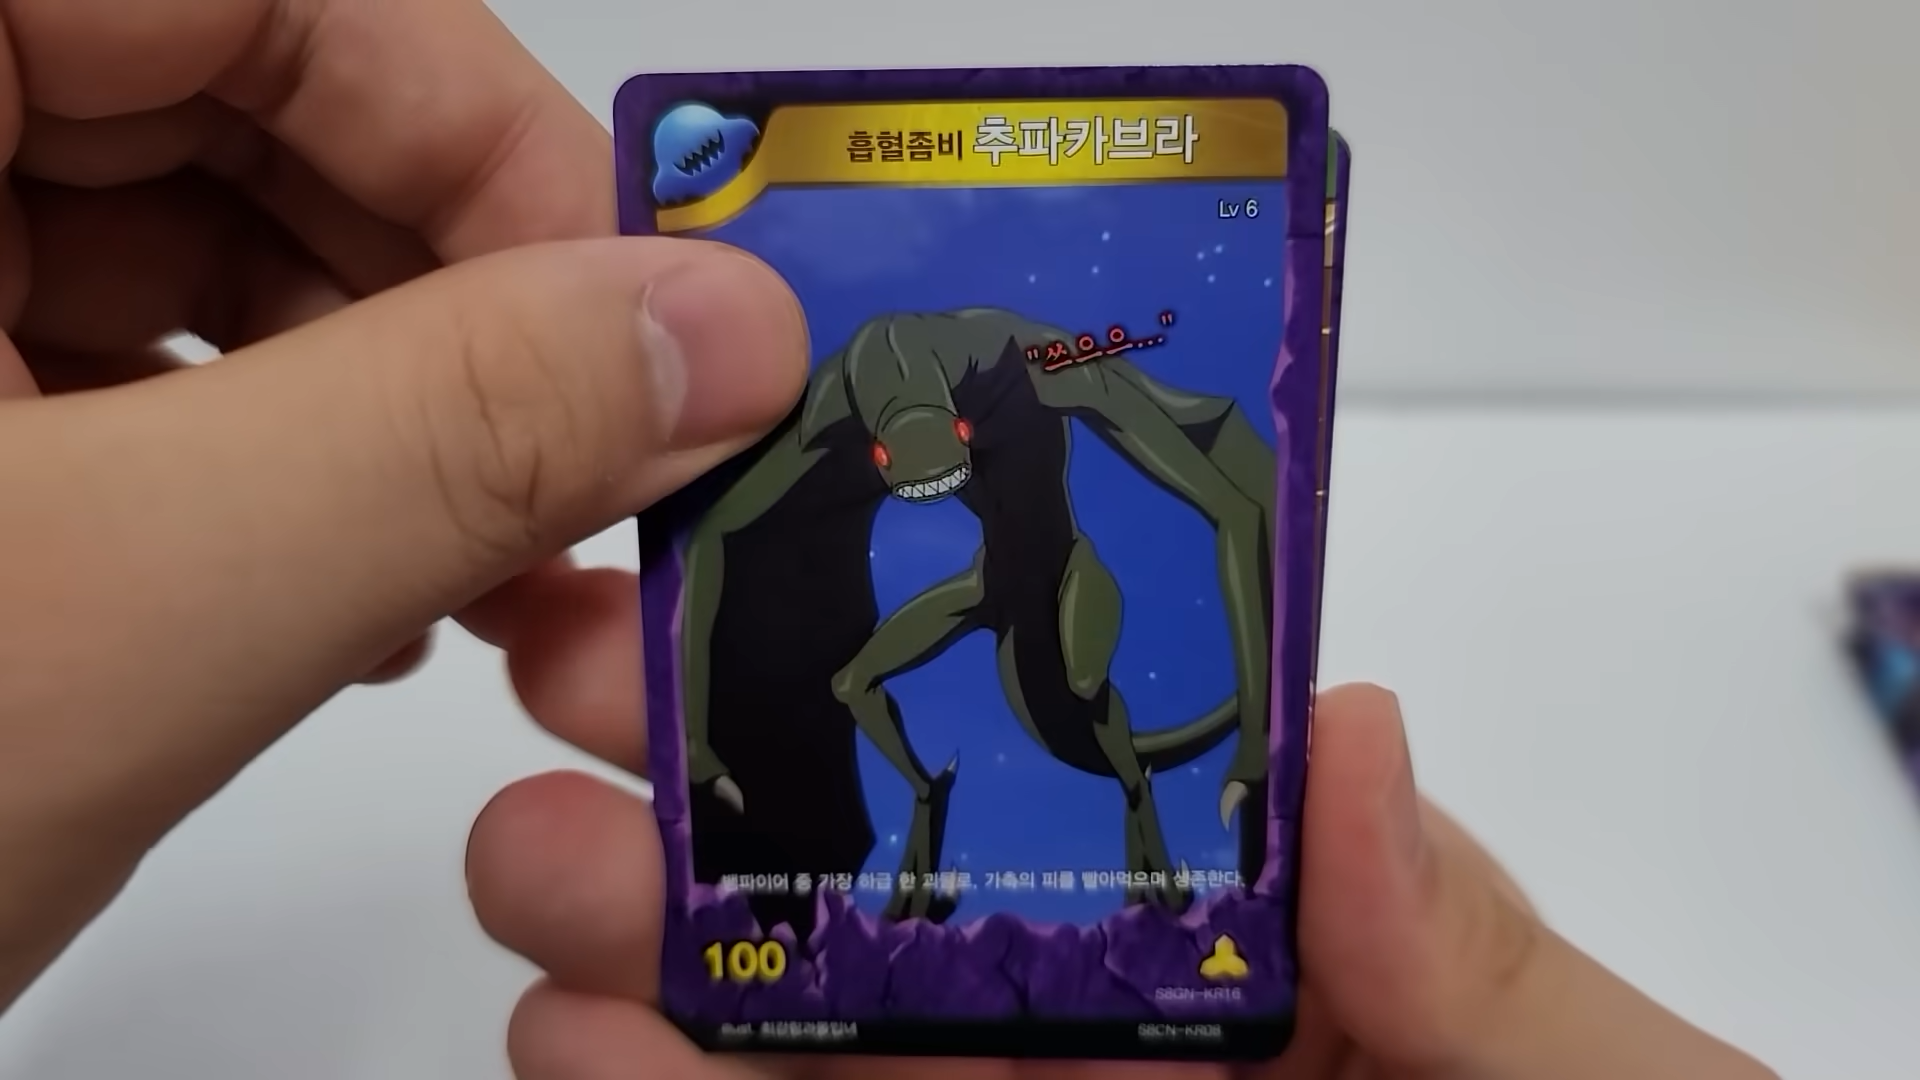 흡혈좀비 추파카브라
Lv 6
"쓰으으..."
뱀파이어 중 가장 하급 한 괴물로, 가축의 피를 빨아먹으며 생존한다.
100
S8GN-KR16
illust.
S8CN-KR08